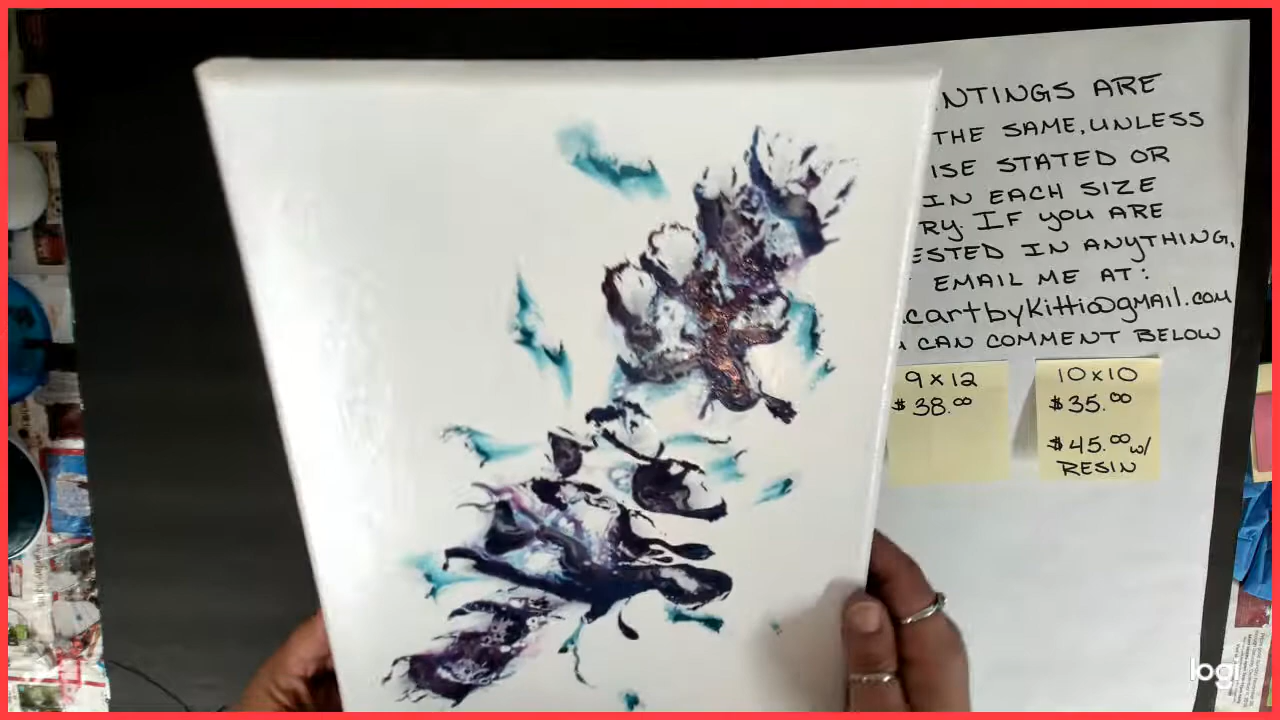 NTINGS ARE
THE SAME, UNLESS
ISE STATED OR
IN EACH SIZE
RY. IF YOU ARE
ESTED IN ANYTHING,
EMAIL ME AT:
.cartbyKitti@gmail.com
CAN COMMENT BELOW
9 x 12
$38.00
10 x 10
$35.00
$45.00 w/
RESIN
logi